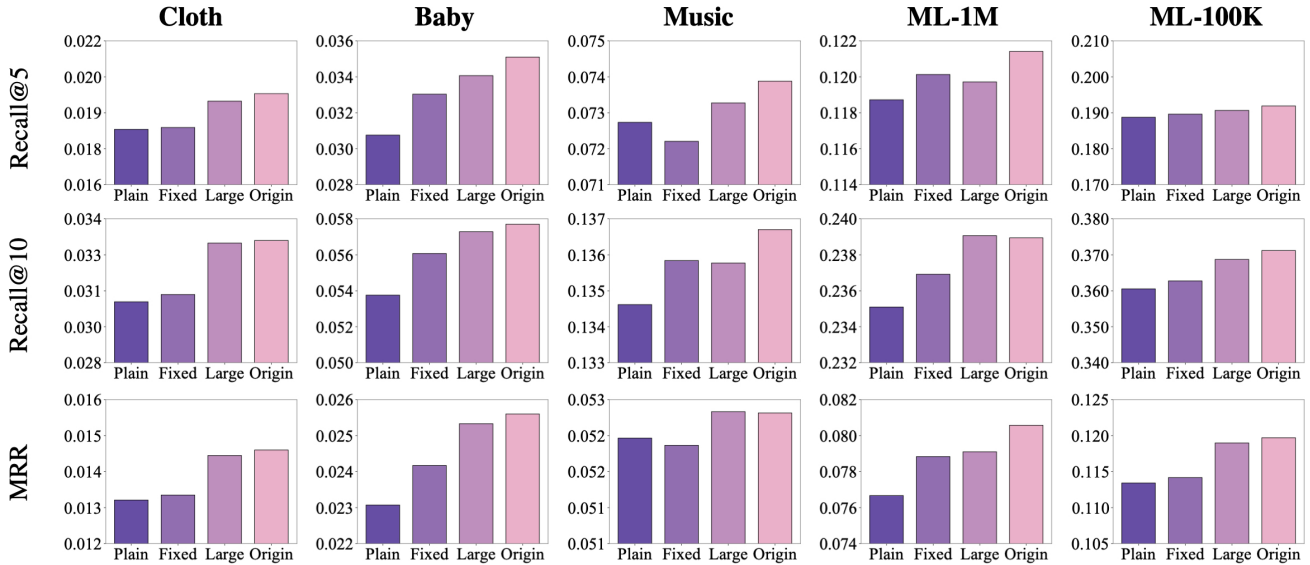 Cloth Baby Music ML-1M ML-100K
Recall@5
0.022 0.020 0.019 0.018 0.016
Plain Fixed Large Origin
0.036 0.034 0.032 0.030 0.028
Plain Fixed Large Origin
0.075 0.074 0.073 0.072 0.071
Plain Fixed Large Origin
0.122 0.120 0.118 0.116 0.114
Plain Fixed Large Origin
0.210 0.200 0.190 0.180 0.170
Plain Fixed Large Origin
Recall@10
0.034 0.033 0.031 0.030 0.028
Plain Fixed Large Origin
0.058 0.056 0.054 0.052 0.050
Plain Fixed Large Origin
0.137 0.136 0.135 0.134 0.133
Plain Fixed Large Origin
0.240 0.238 0.236 0.234 0.232
Plain Fixed Large Origin
0.380 0.370 0.360 0.350 0.340
Plain Fixed Large Origin
MRR
0.016 0.015 0.014 0.013 0.012
Plain Fixed Large Origin
0.026 0.025 0.024 0.023 0.022
Plain Fixed Large Origin
0.053 0.052 0.052 0.051 0.051
Plain Fixed Large Origin
0.082 0.080 0.078 0.076 0.074
Plain Fixed Large Origin
0.125 0.120 0.115 0.110 0.105
Plain Fixed Large Origin